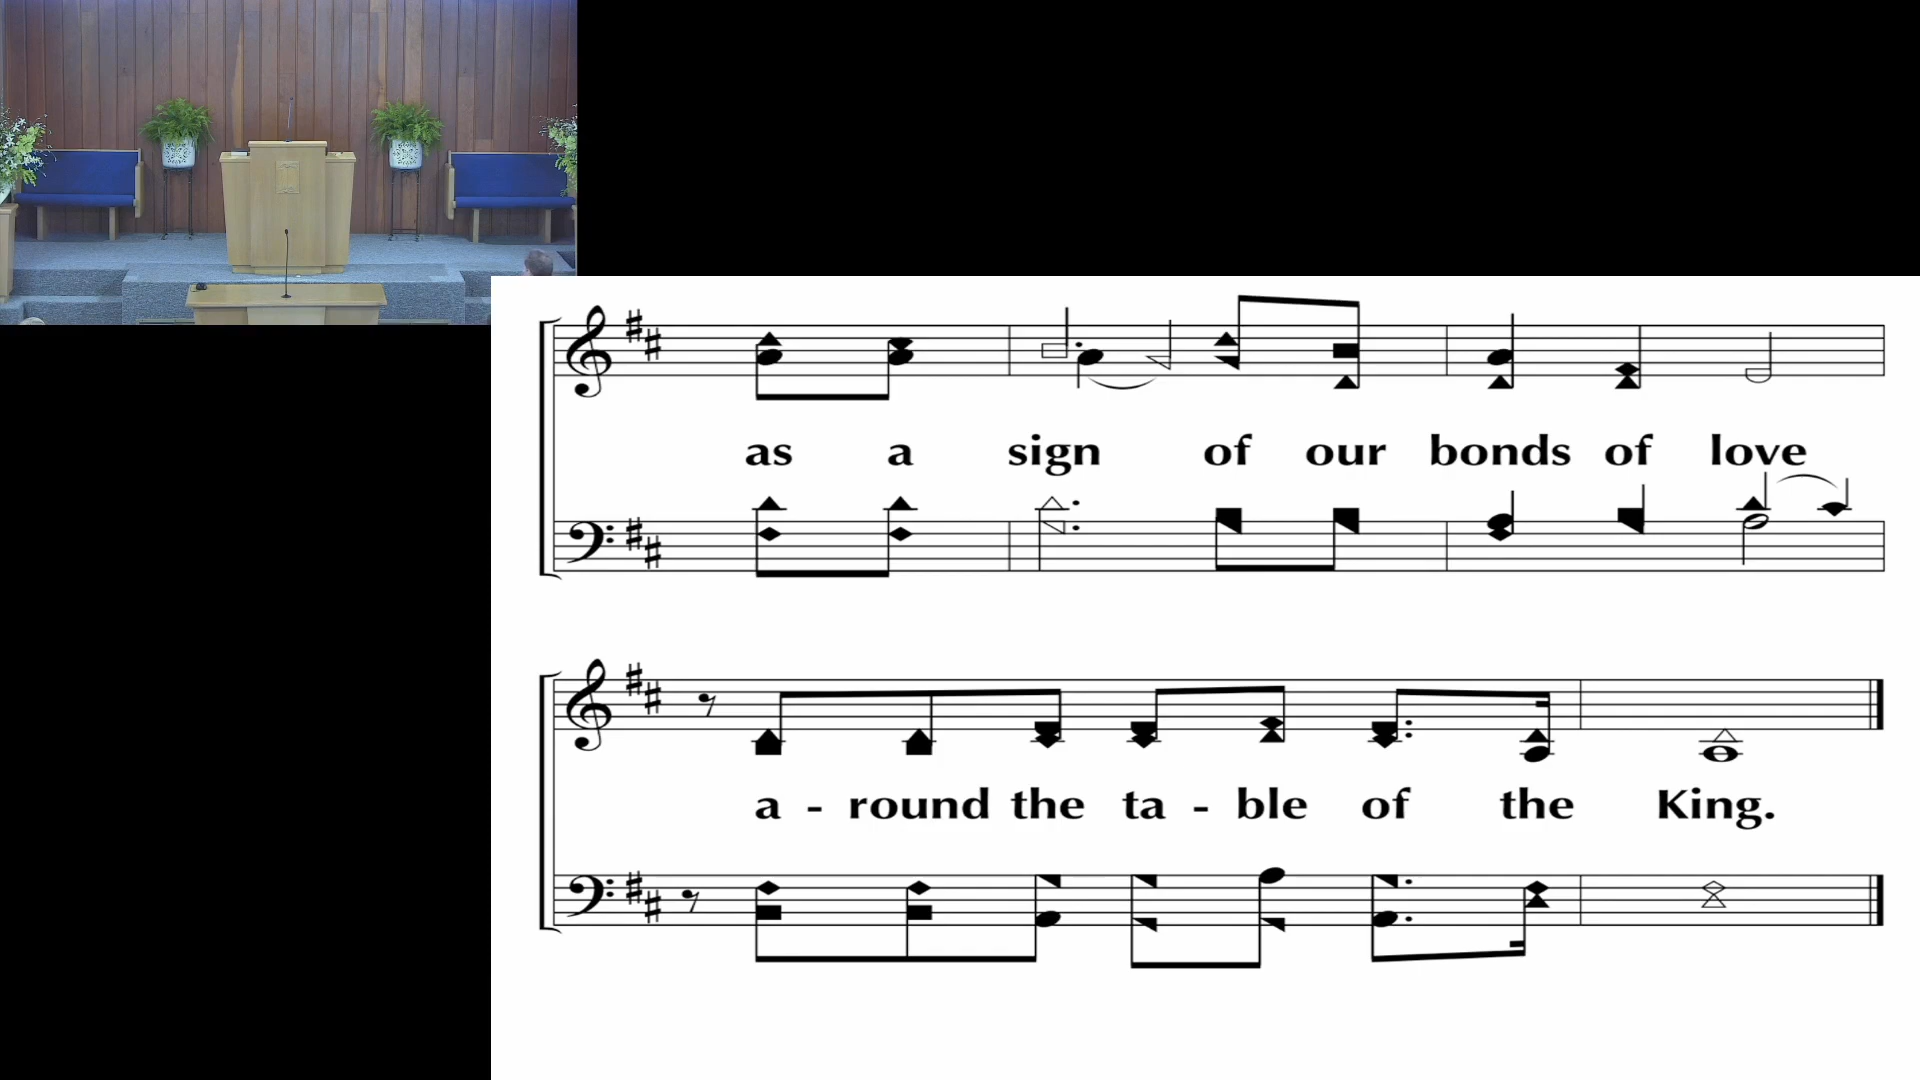 as a sign of our bonds of love
a - round the ta - ble of the King.